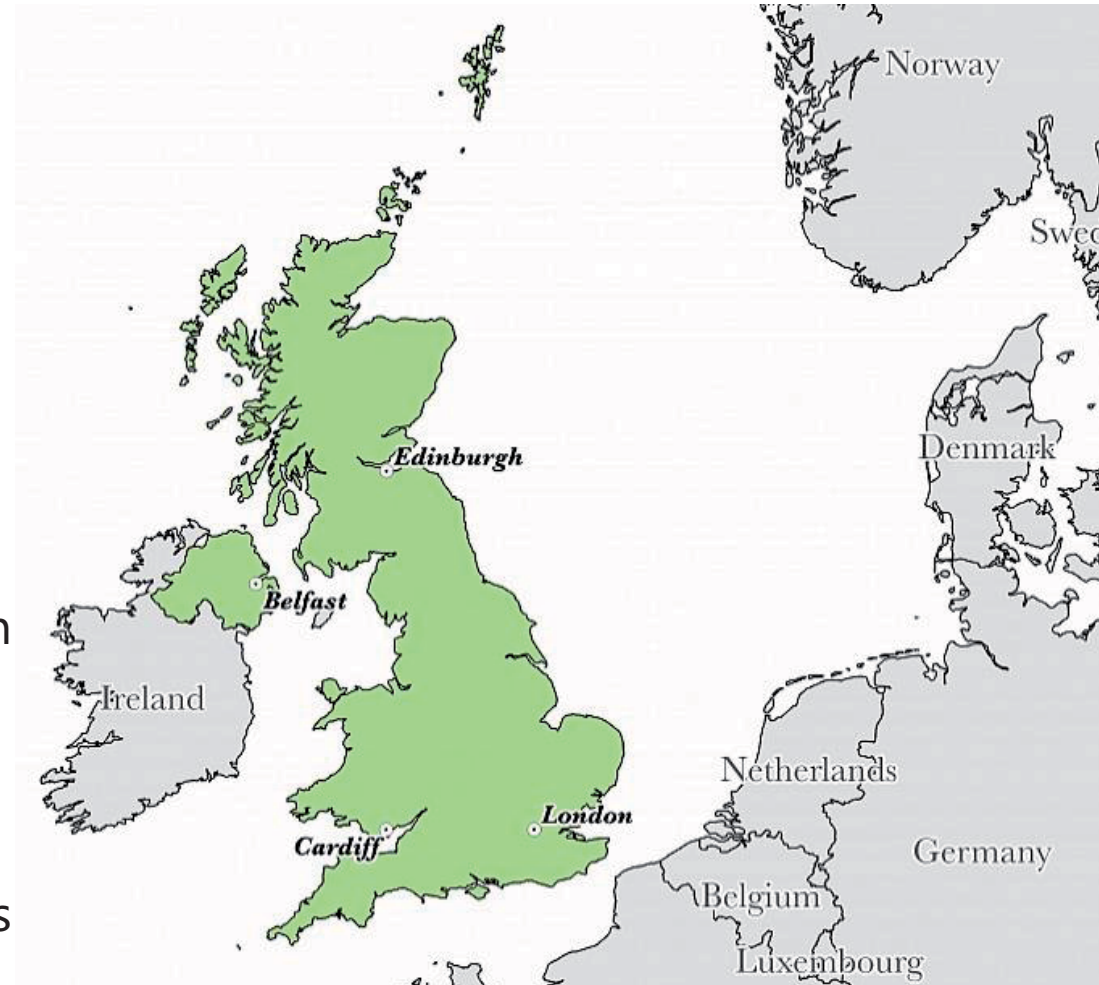 Norway
Swec
Denmark
Edinburgh
Belfast
n
Ireland
Netherlands
London
Cardiff
Germany
Belgium
s
Luxembourg